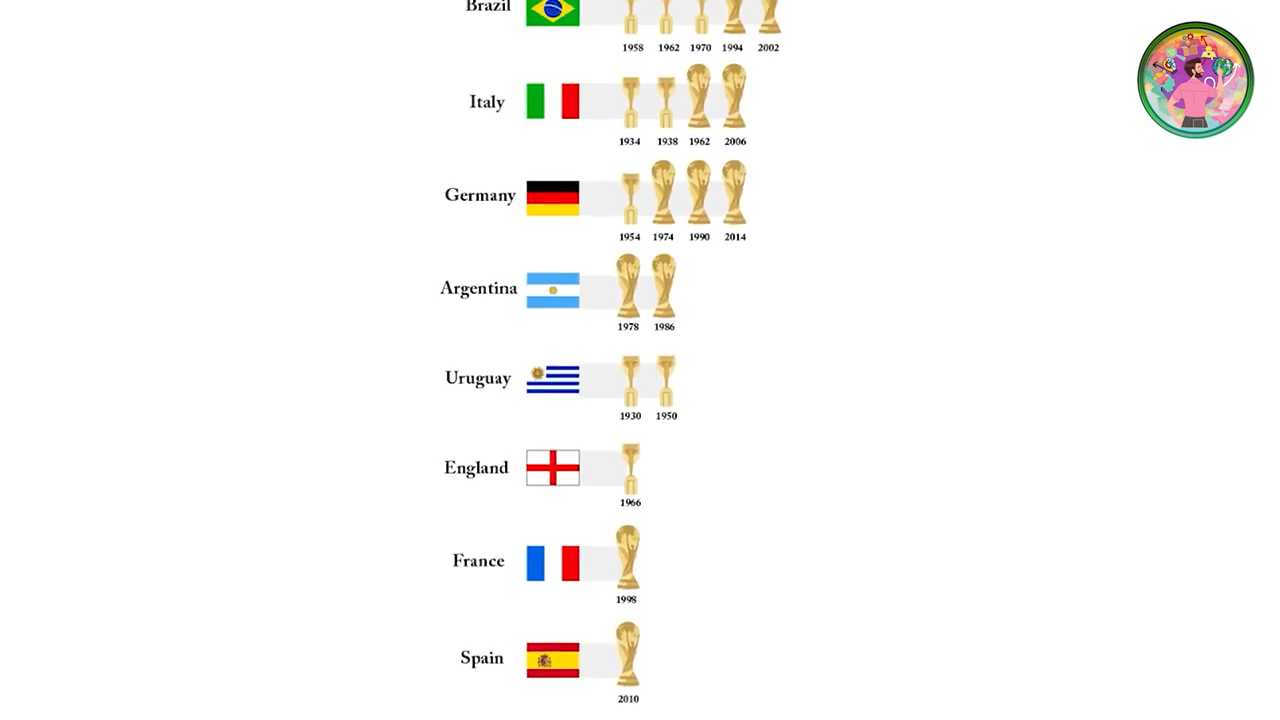 Brazil
1958 1962 1970 1994 2002
Italy
1934 1938 1962 2006
Germany
1954 1974 1990 2014
Argentina
1978 1986
Uruguay
1930 1950
England
1966
France
1998
Spain
2010